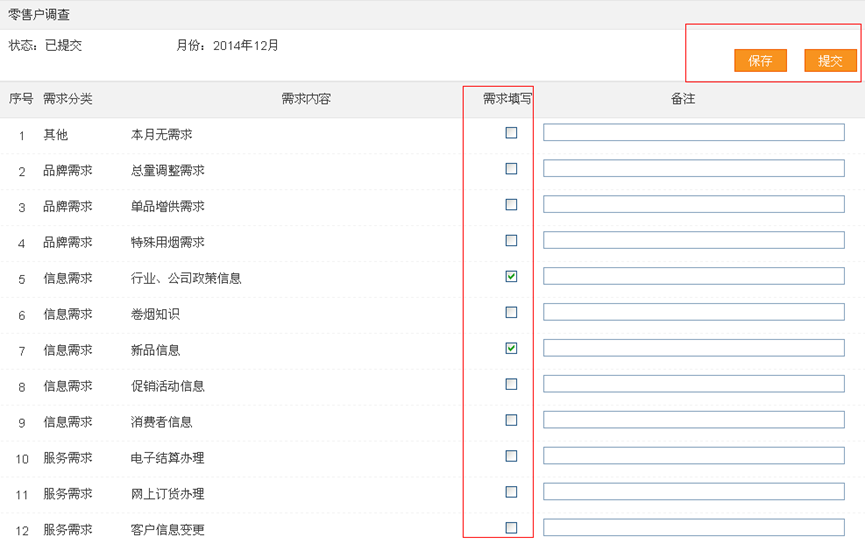 零售户调查
状态：已提交 月份：2014年12月
保存 提交
序号 需求分类 需求内容 需求填写 备注
1 其他 本月无需求
2 品牌需求 总量调整需求
3 品牌需求 单品增供需求
4 品牌需求 特殊用烟需求
5 信息需求 行业、公司政策信息
6 信息需求 卷烟知识
7 信息需求 新品信息
8 信息需求 促销活动信息
9 信息需求 消费者信息
10 服务需求 电子结算办理
11 服务需求 网上订货办理
12 服务需求 客户信息变更